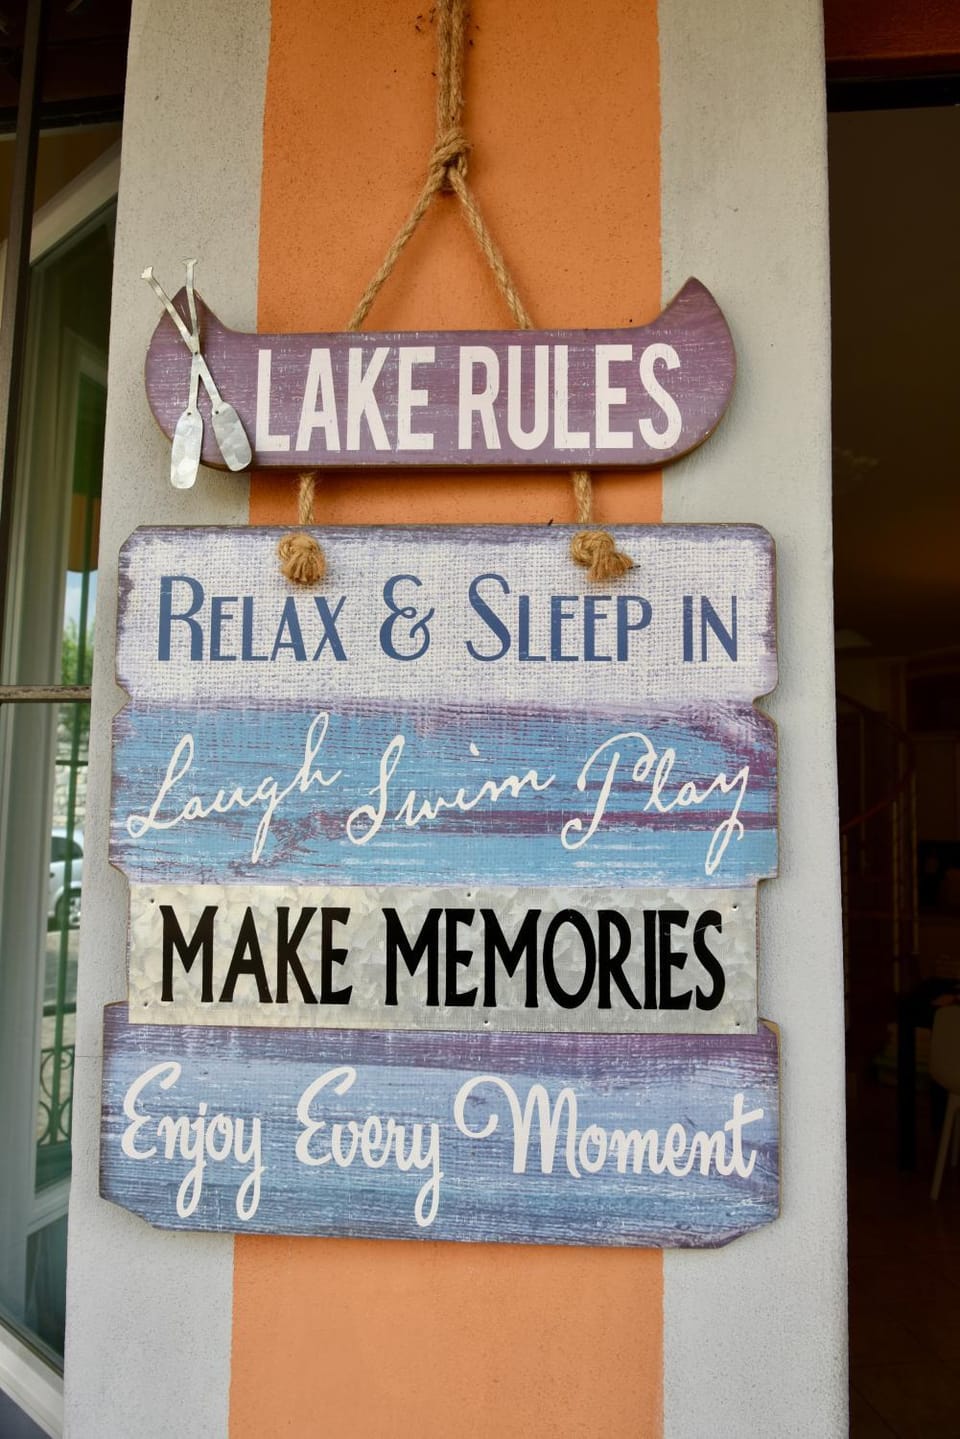 LAKE RULES
RELAX & SLEEP IN
Laugh Swim Play
MAKE MEMORIES
Enjoy Every Moment